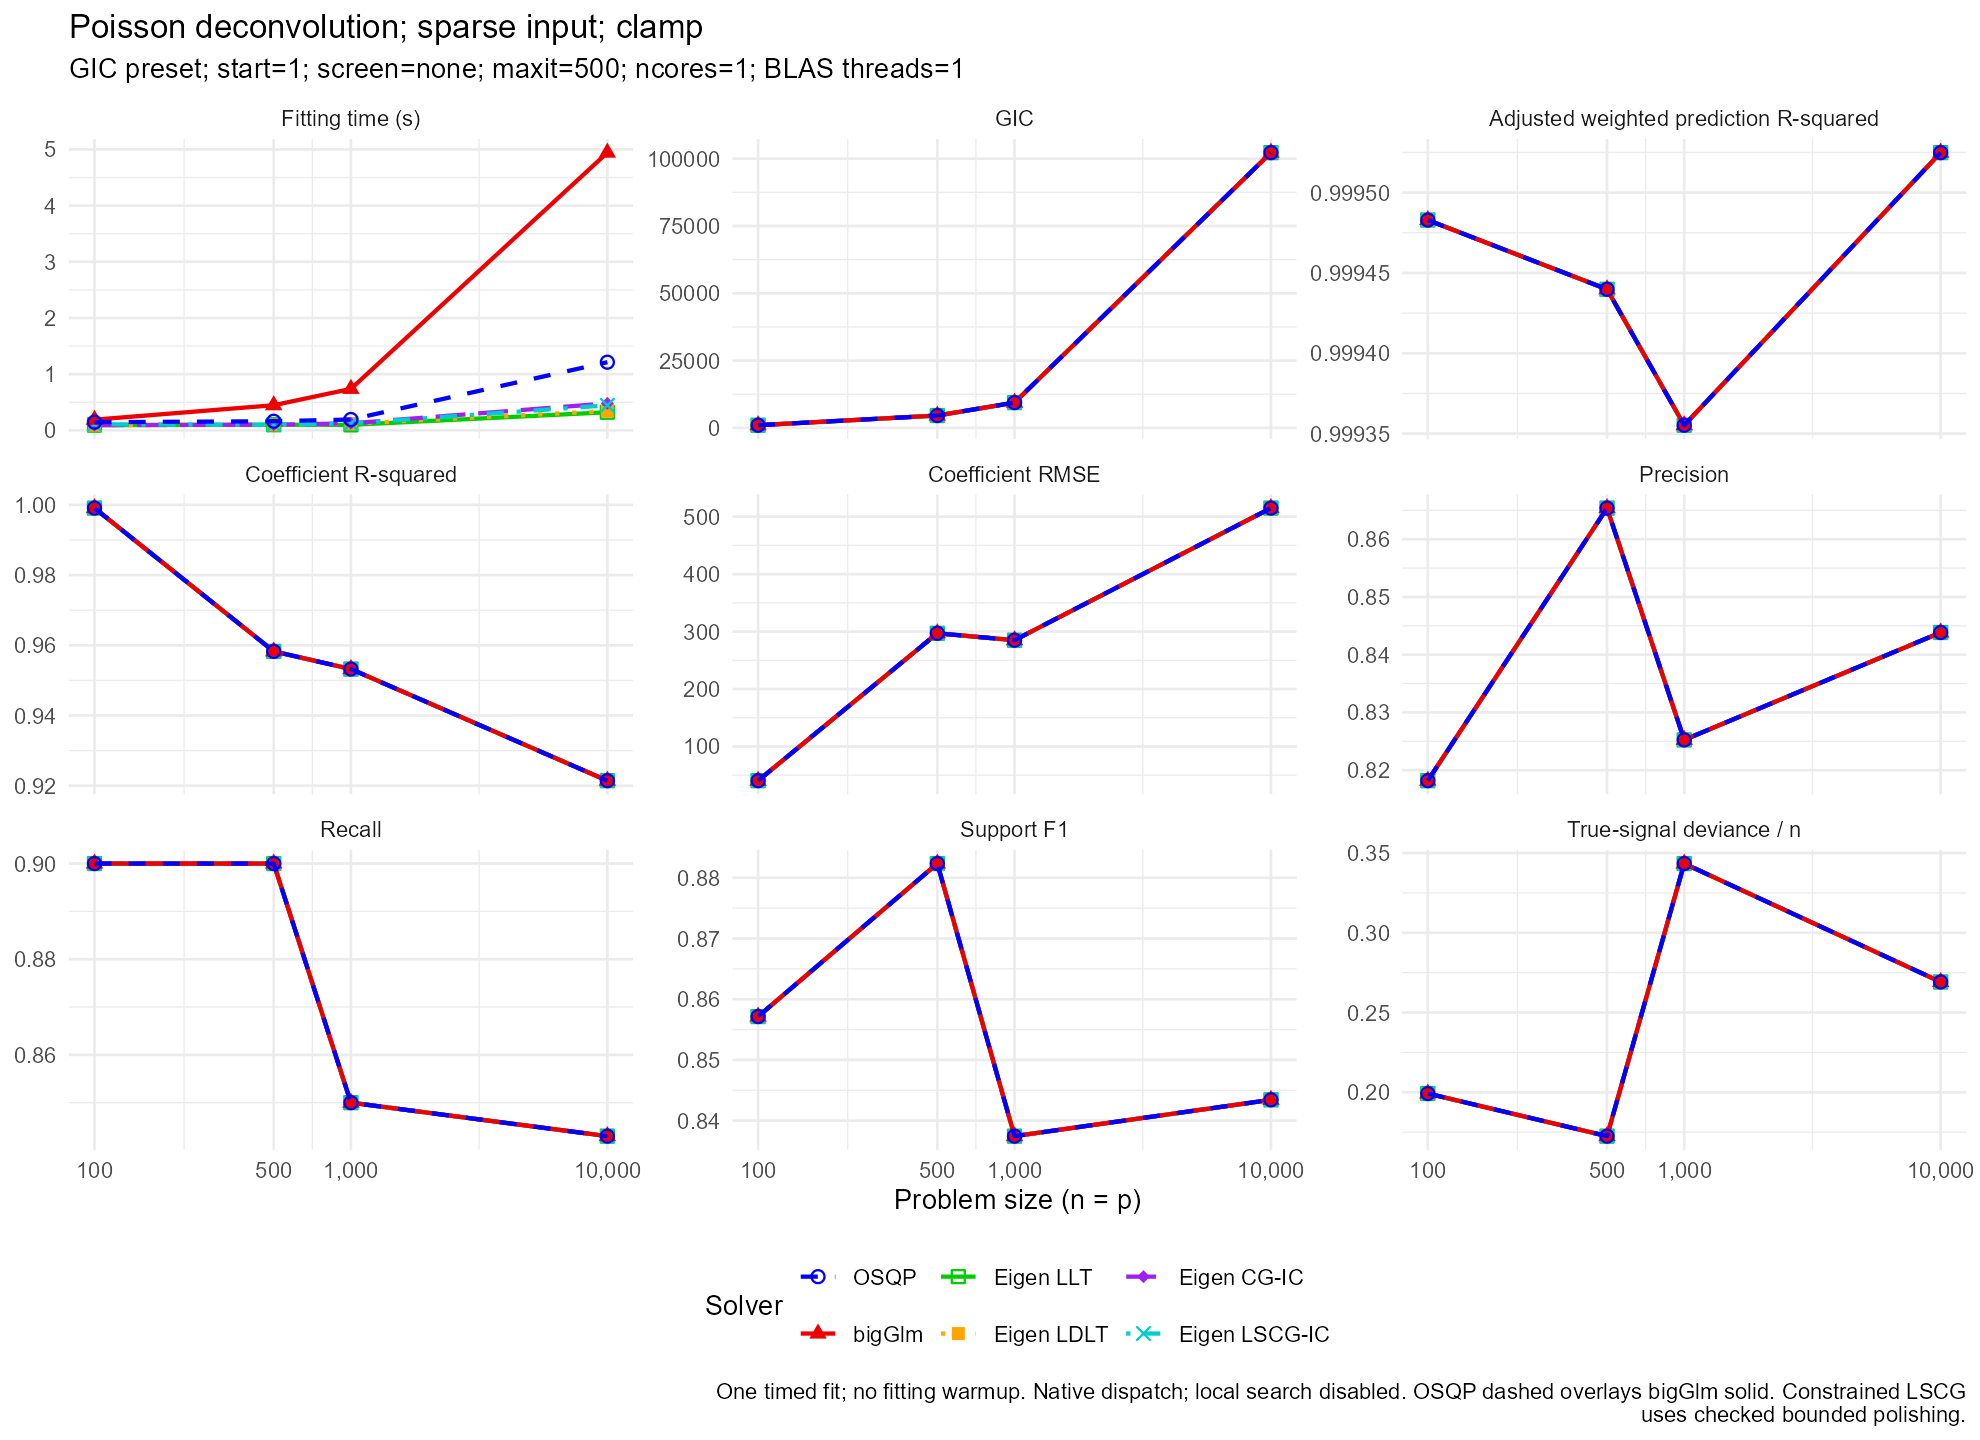 Poisson deconvolution; sparse input; clamp
GIC preset; start=1; screen=none; maxit=500; ncores=1; BLAS threads=1
Fitting time (s)
GIC
Adjusted weighted prediction R-squared
5
4
3
2
1
0
100000
75000
50000
25000
0
0.99950
0.99945
0.99940
0.99935
Coefficient R-squared
Coefficient RMSE
Precision
1.00
0.98
0.96
0.94
0.92
500
400
300
200
100
0.86
0.85
0.84
0.83
0.82
Recall
Support F1
True-signal deviance / n
0.90
0.88
0.86
0.88
0.87
0.86
0.85
0.84
0.35
0.30
0.25
0.20
100 500 1,000 10,000
100 500 1,000 10,000
100 500 1,000 10,000
Problem size (n = p)
Solver
OSQP
Eigen LLT
Eigen CG-IC
bigGlm
Eigen LDLT
Eigen LSCG-IC
One timed fit; no fitting warmup. Native dispatch; local search disabled. OSQP dashed overlays bigGlm solid. Constrained LSCG
uses checked bounded polishing.